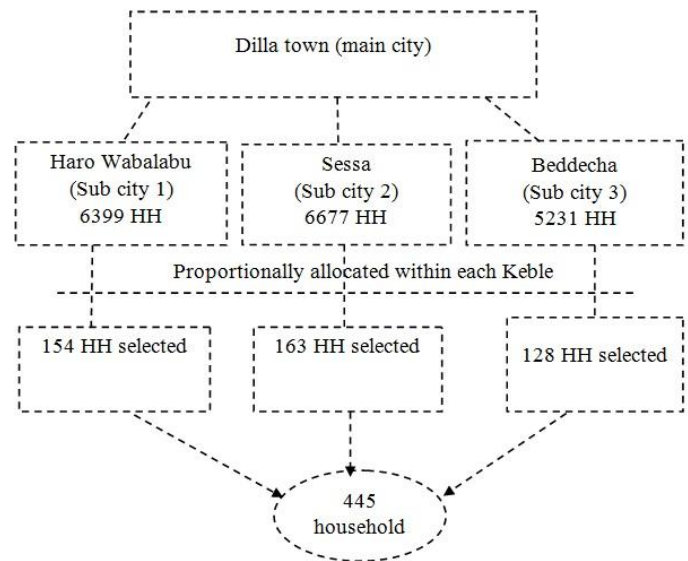 Dilla town (main city)
Haro Wabalabu
(Sub city 1)
6399 HH
Sessa
(Sub city 2)
6677 HH
Beddecha
(Sub city 3)
5231 HH
Proportionally allocated within each Keble
154 HH selected
163 HH selected
128 HH selected
445
household